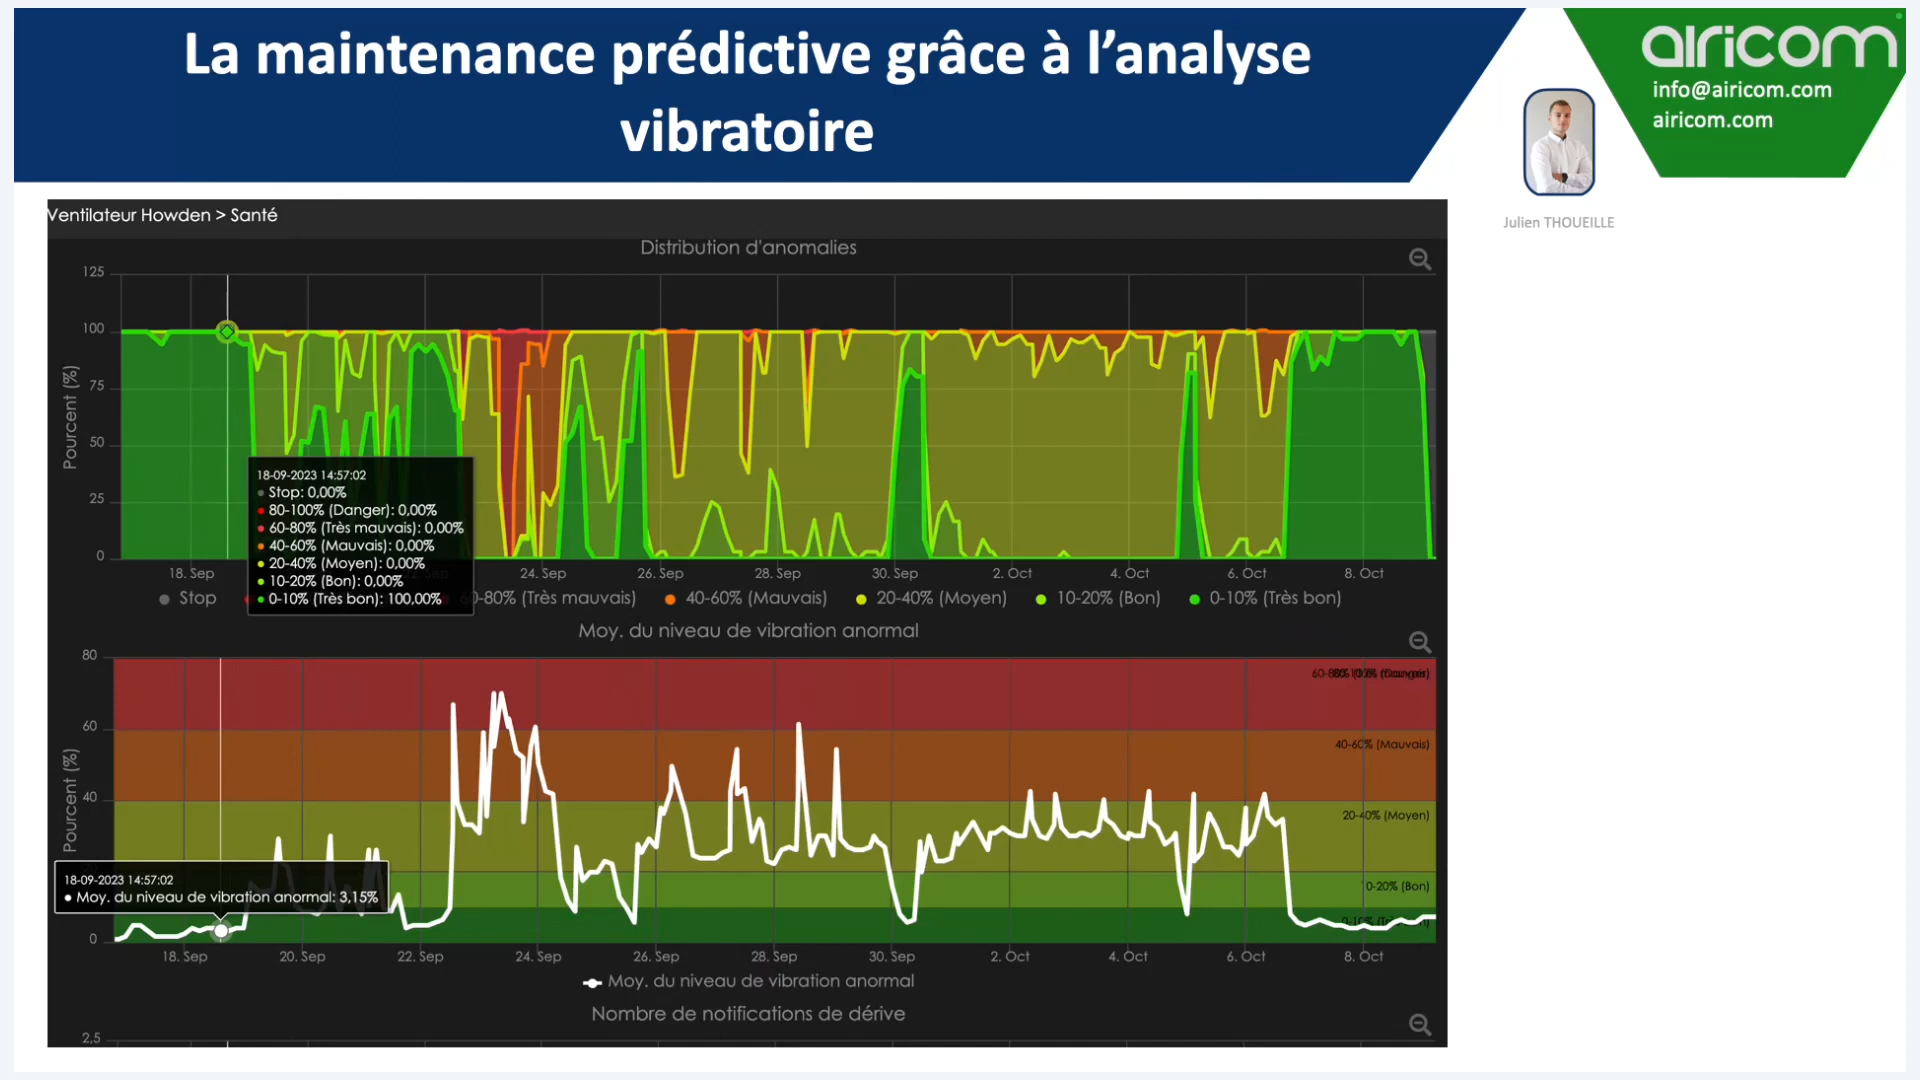 La maintenance prédictive grâce à l’analyse
vibratoire
airicom
info@airicom.com
airicom.com
Julien THOUEILLE
Ventilateur Howden > Santé
Distribution d'anomalies
125
100
75
50
25
0
Pourcent (%)
18-09-2023 14:57:02
Stop: 0,00%
80-100% (Danger): 0,00%
60-80% (Très mauvais): 0,00%
40-60% (Mauvais): 0,00%
20-40% (Moyen): 0,00%
10-20% (Bon): 0,00%
0-10% (Très bon): 100,00%
18. Sep
24. Sep
26. Sep
28. Sep
30. Sep
2. Oct
4. Oct
6. Oct
8. Oct
Stop
60-80% (Très mauvais)
40-60% (Mauvais)
20-40% (Moyen)
10-20% (Bon)
0-10% (Très bon)
Moy. du niveau de vibration anormal
80
60
40
0
Pourcent (%)
40-60% (Mauvais)
20-40% (Moyen)
10-20% (Bon)
18-09-2023 14:57:02
Moy. du niveau de vibration anormal: 3,15%
18. Sep
20. Sep
22. Sep
24. Sep
26. Sep
28. Sep
30. Sep
2. Oct
4. Oct
6. Oct
8. Oct
Moy. du niveau de vibration anormal
Nombre de notifications de dérive
2,5